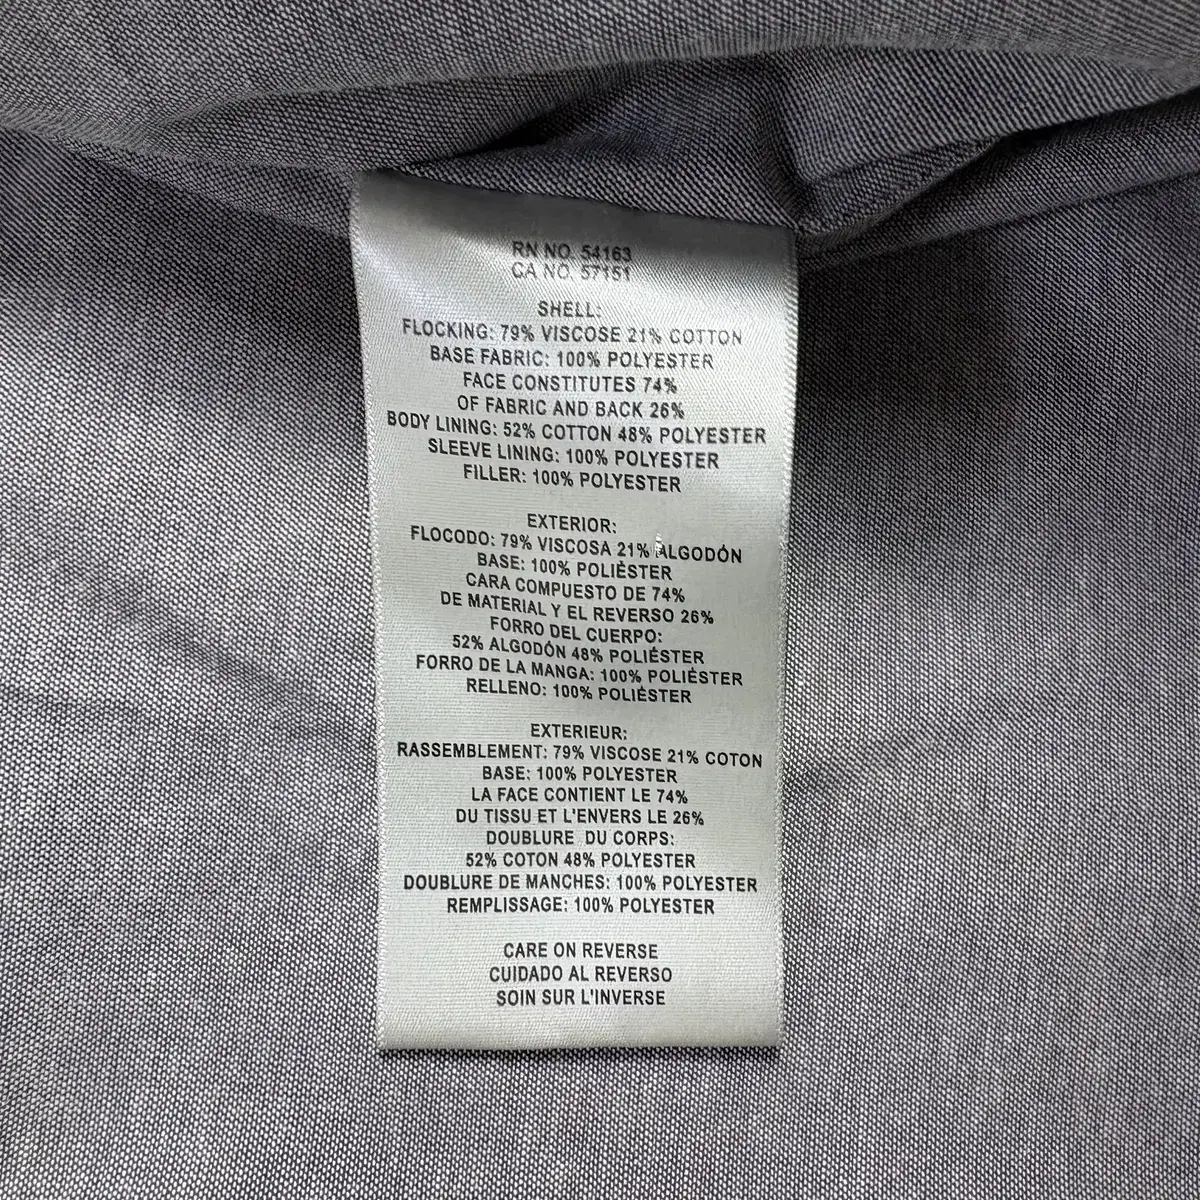 RN NO. 54163
CA NO. 57151
SHELL:
FLOCKING: 79% VISCOSE 21% COTTON
BASE FABRIC: 100% POLYESTER
FACE CONSTITUTES 74%
OF FABRIC AND BACK 26%
BODY LINING: 52% COTTON 48% POLYESTER
SLEEVE LINING: 100% POLYESTER
FILLER: 100% POLYESTER
EXTERIOR:
FLOCODO: 79% VISCOSA 21% ALGODÓN
BASE: 100% POLIÉSTER
CARA COMPUESTO DE 74%
DE MATERIAL Y EL REVERSO 26%
FORRO DEL CUERPO:
52% ALGODÓN 48% POLIÉSTER
FORRO DE LA MANGA: 100% POLIÉSTER
RELLENO: 100% POLIÉSTER
EXTERIEUR:
RASSEMBLEMENT: 79% VISCOSE 21% COTON
BASE: 100% POLYESTER
LA FACE CONTIENT LE 74%
DU TISSU ET L'ENVERS LE 26%
DOUBLURE DU CORPS:
52% COTON 48% POLYESTER
DOUBLURE DE MANCHES: 100% POLYESTER
REMPLISSAGE: 100% POLYESTER
CARE ON REVERSE
CUIDADO AL REVERSO
SOIN SUR L'INVERSE